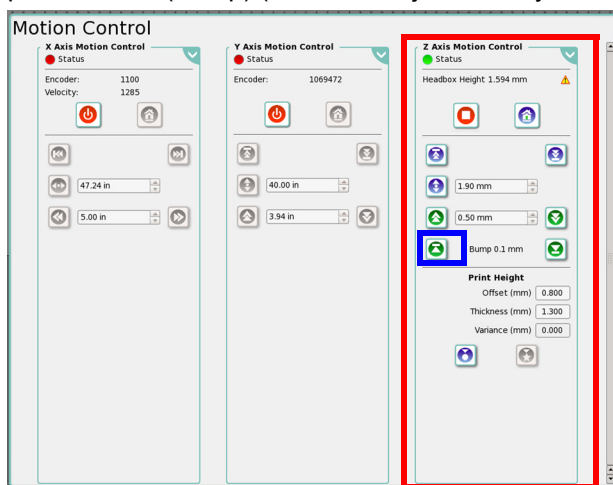 Motion Control
X Axis Motion Control
Status
Encoder: 1100
Velocity: 1285
47.24 in
5.00 in
Y Axis Motion Control
Status
Encoder: 1069472
40.00 in
3.94 in
Z Axis Motion Control
Status
Headbox Height 1.594 mm
1.90 mm
0.50 mm
Bump 0.1 mm
Print Height
Offset (mm) 0.800
Thickness (mm) 1.300
Variance (mm) 0.000